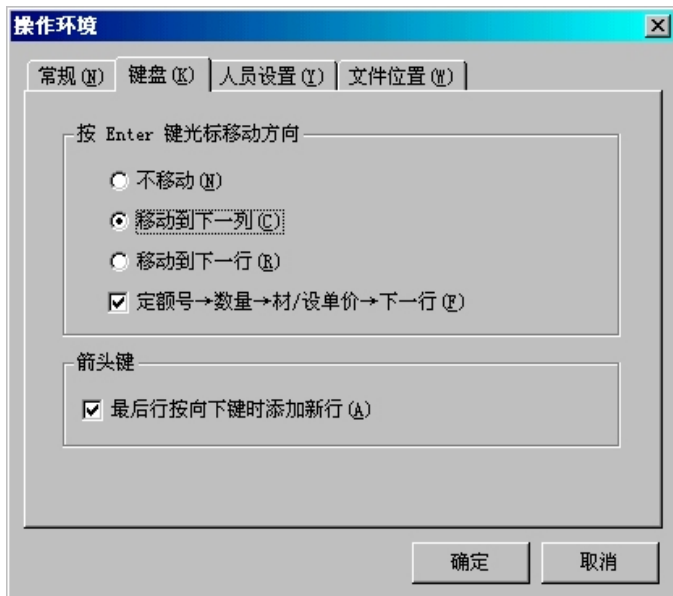 操作环境
常规(N) 键盘(K) 人员设置(Y) 文件位置(W)
按 Enter 键光标移动方向
不移动(N)
移动到下一列(C)
移动到下一行(R)
定额号→数量→材/设单价→下一行(F)
箭头键
最后行按向下键时添加新行(A)
确定 取消